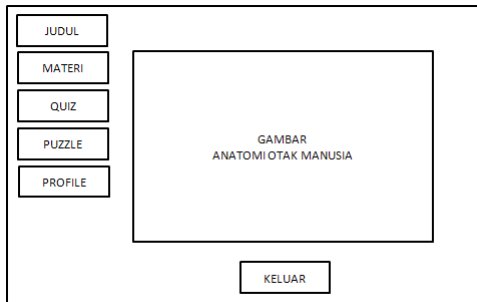 JUDUL
MATERI
QUIZ
PUZZLE
PROFILE
GAMBAR
ANATOMI OTAK MANUSIA
KELUAR